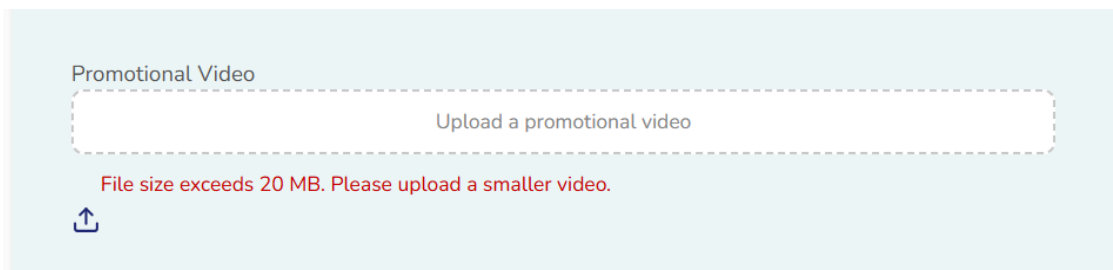 Promotional Video
Upload a promotional video
File size exceeds 20 MB. Please upload a smaller video.